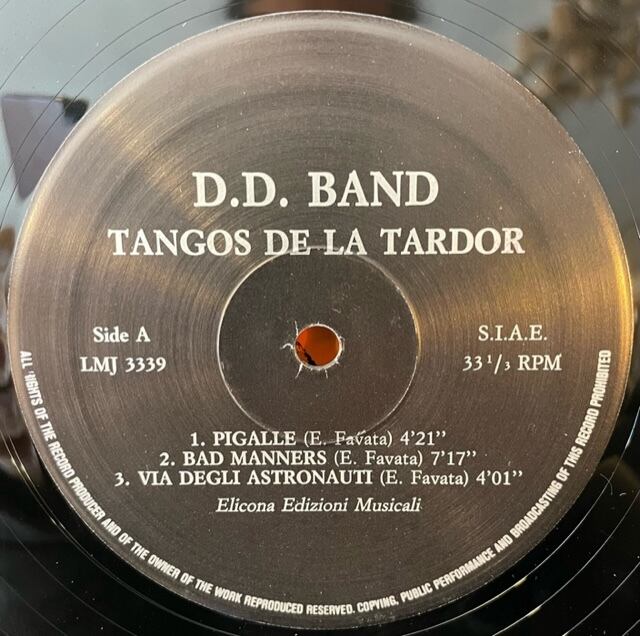 D.D. BAND
TANGOS DE LA TARDOR
Side A
LMJ 3339
S.I.A.E.
33 1/3 RPM
1. PIGALLE (E. Favata) 4'21''
2. BAD MANNERS (E. Favata) 7'17''
3. VIA DEGLI ASTRONAUTI (E. Favata) 4'01''
Elicona Edizioni Musicali
ALL 'RIGHTS OF THE RECORD PRODUCER AND OF THE OWNER OF THE WORK REPRODUCED RESERVED. COPYING, PUBLIC PERFORMANCE AND BROADCASTING OF THIS RECORD PROHIBITED